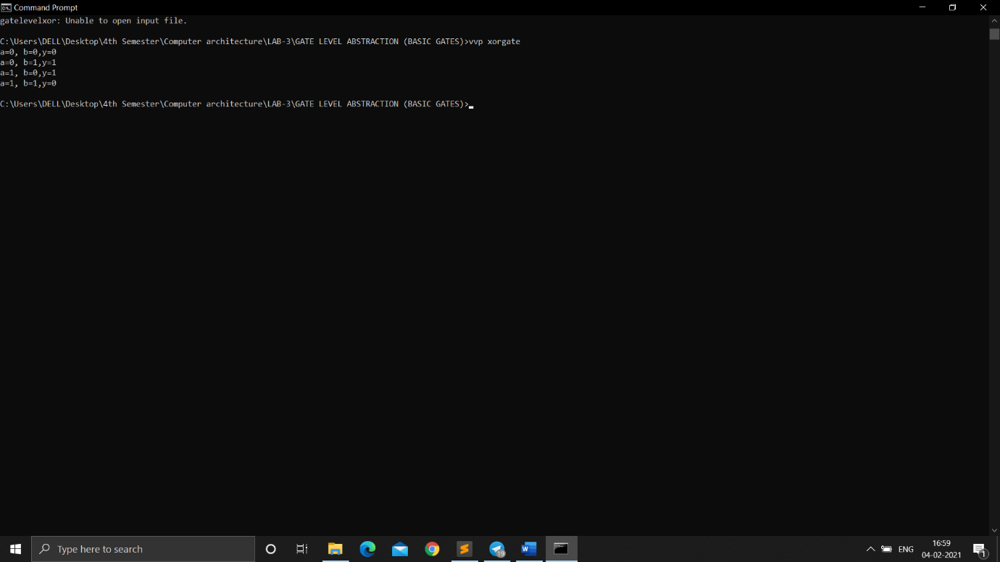 Command Prompt
gatelevelxor: Unable to open input file.
C:\Users\DELL\Desktop\4th Semester\Computer architecture\LAB-3\GATE LEVEL ABSTRACTION (BASIC GATES)>vvp xorgate
a=0, b=0,y=0
a=0, b=1,y=1
a=1, b=0,y=1
a=1, b=1,y=0
C:\Users\DELL\Desktop\4th Semester\Computer architecture\LAB-3\GATE LEVEL ABSTRACTION (BASIC GATES)>
Type here to search
19
ENG
16:59
04-02-2021
1